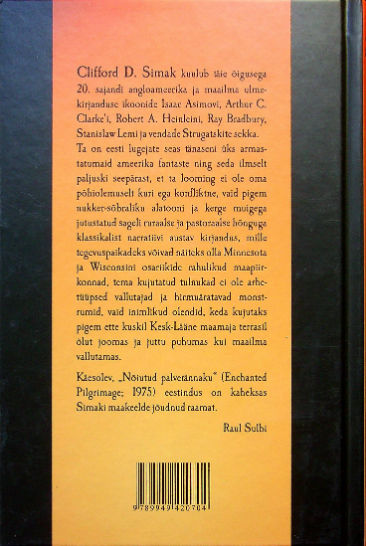 Clifford D. Simak kuulub täie õigusega
20. sajandi angloameerika ja maailma ulme-
kirjanduse ikoonide Isaac Asimovi, Arthur C.
Clarke'i, Robert A. Heinleini, Ray Bradbury,
Stanislaw Lemi ja vendade Strugatskite sekka.
Ta on eesti lugejate seas tänaseni üks armas-
tatumaid ameerika fantaste ning seda ilmselt
paljuski seepärast, et ta looming ei ole oma
põhiolemuselt kuri ega konfliktne, vaid pigem
nukker-sõbraliku alatooni ja kerge muigega
jutustatud sageli ruraalse ja pastoraalse hõnguga
klassikalist narratiivi austav kirjandus, mille
tegevuspaikadeks võivad näiteks olla Minnesota
ja Wisconsini osariikide rahulikud maapiir-
konnad, tema kujutatud tulnukad ei ole arhe-
tüüpsed vallutajad ja hirmuäratavad monst-
rumid, vaid inimlikud olendid, keda kujutaks
pigem ette kuskil Kesk-Lääne maamaja terrassil
õlut joomas ja juttu puhumas kui maailma
vallutamas.
Käesolev, „Nõiutud palverännaku" (Enchanted
Pilgrimage; 1975) eestindus on kaheksas
Simaki maakeelde jõudnud raamat.
Raul Sulbi
9789949420704